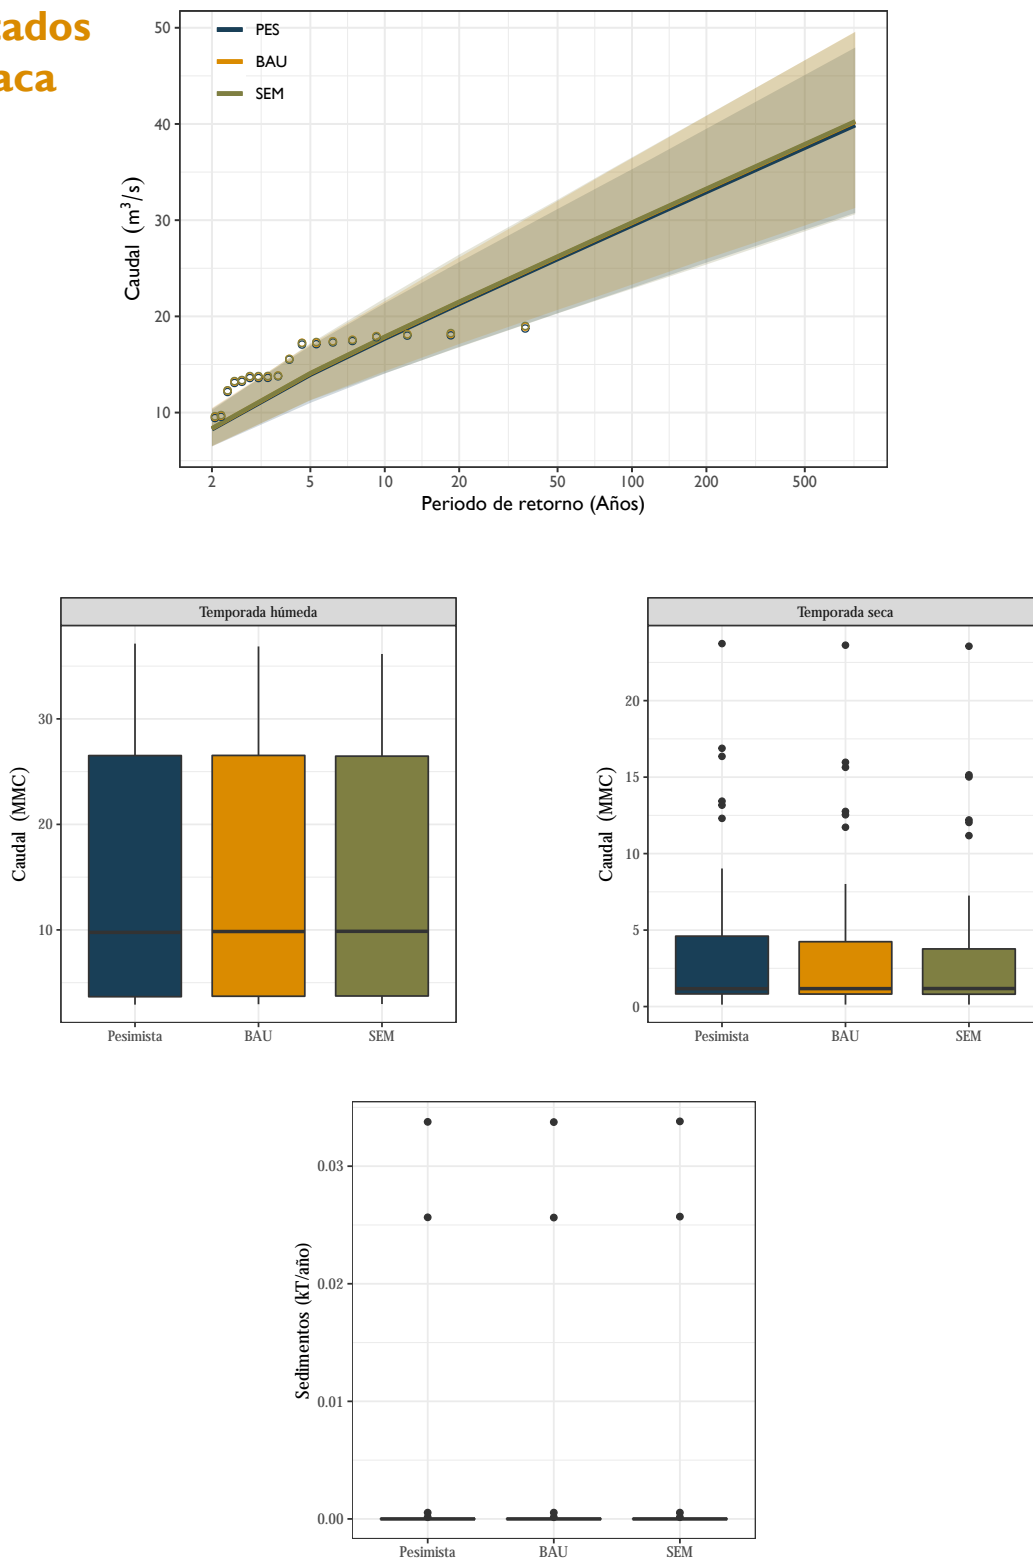 tados
aca
PES
BAU
SEM
50
40
30
20
10
Caudal (m³/s)
2 5 10 20 50 100 200 500
Periodo de retorno (Años)
Temporada húmeda
30
20
10
Caudal (MMC)
Pesimista BAU SEM
Temporada seca
20
15
10
5
0
Caudal (MMC)
Pesimista BAU SEM
0.03
0.02
0.01
0.00
Sedimentos (kT/año)
Pesimista BAU SEM